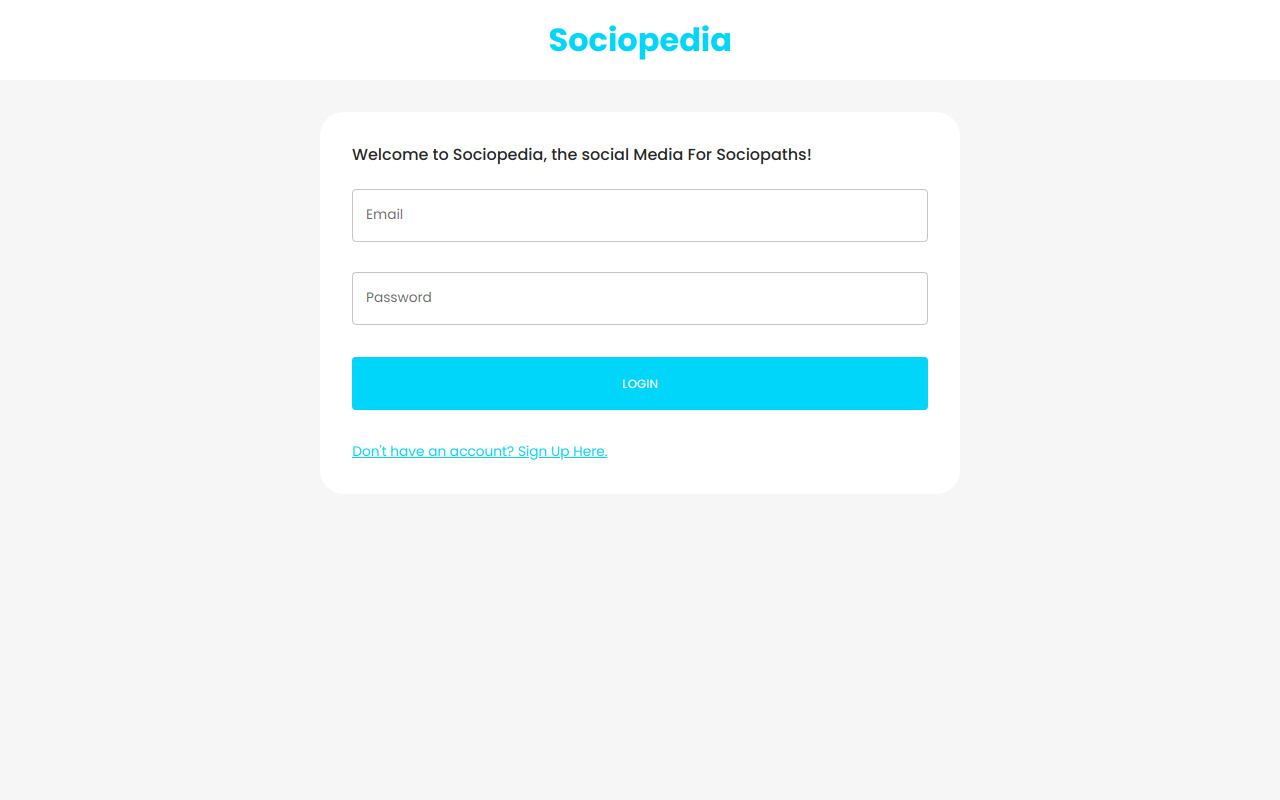 Sociopedia
Welcome to Sociopedia, the social Media For Sociopaths!
Email
Password
LOGIN
Don't have an account? Sign Up Here.